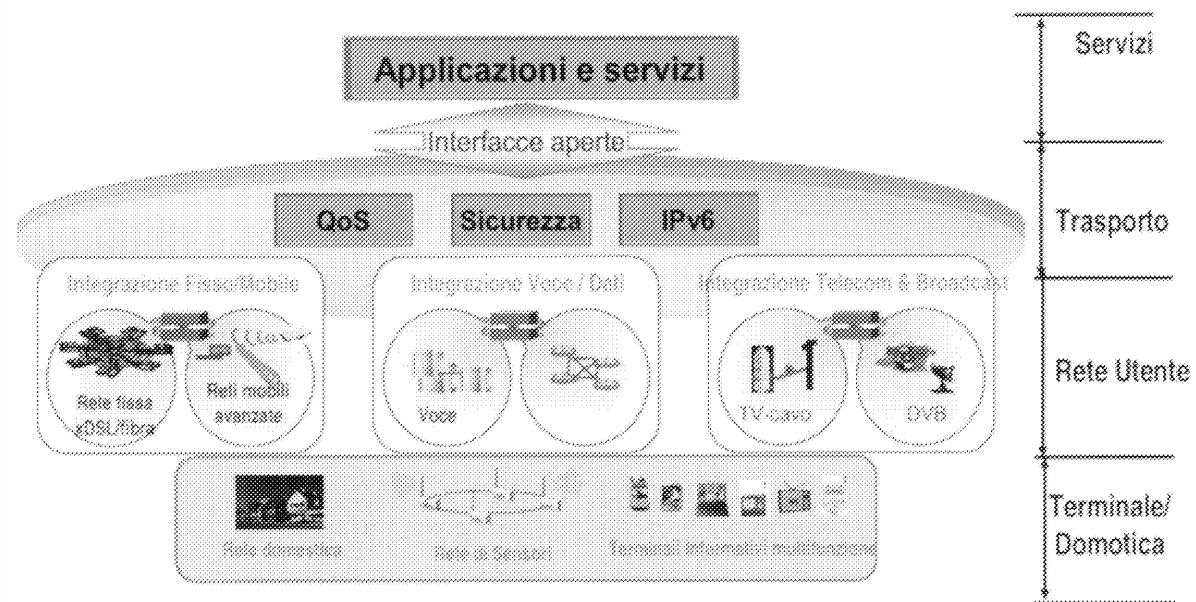 Applicazioni e servizi
Interfacce aperte
QoS
Sicurezza
IPv6
Integrazione Fisso/Mobile
Integrazione Voce / Dati
Integrazione Telecom & Broadcast
Rete fissa
xDSL/fibra
Reti mobili
avanzate
Voce
TV-cavo
DVB
Rete domestica
Rete di Sensori
Terminali Informativi multifunzione
Servizi
Trasporto
Rete Utente
Terminale/
Domotica